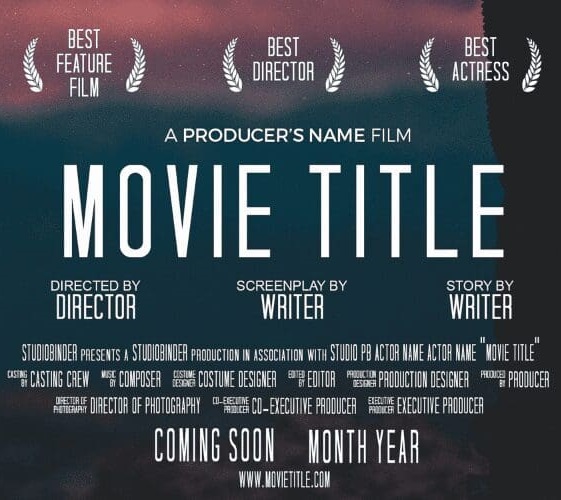 BEST FEATURE FILM
BEST DIRECTOR
BEST ACTRESS
A PRODUCER'S NAME FILM
MOVIE TITLE
DIRECTED BY DIRECTOR
SCREENPLAY BY WRITER
STORY BY WRITER
STUDIOBINDER PRESENTS A STUDIOBINDER PRODUCTION IN ASSOCIATION WITH STUDIO PB ACTOR NAME ACTOR NAME "MOVIE TITLE"
CASTING BY CASTING CREW MUSIC BY COMPOSER COSTUME DESIGNER COSTUME DESIGNER EDITED BY EDITOR PRODUCTION DESIGNER PRODUCTION DESIGNER PRODUCED BY PRODUCER
DIRECTOR OF PHOTOGRAPHY DIRECTOR OF PHOTOGRAPHY CO-EXECUTIVE PRODUCER CO-EXECUTIVE PRODUCER EXECUTIVE PRODUCER EXECUTIVE PRODUCER
COMING SOON MONTH YEAR
WWW.MOVIETITLE.COM